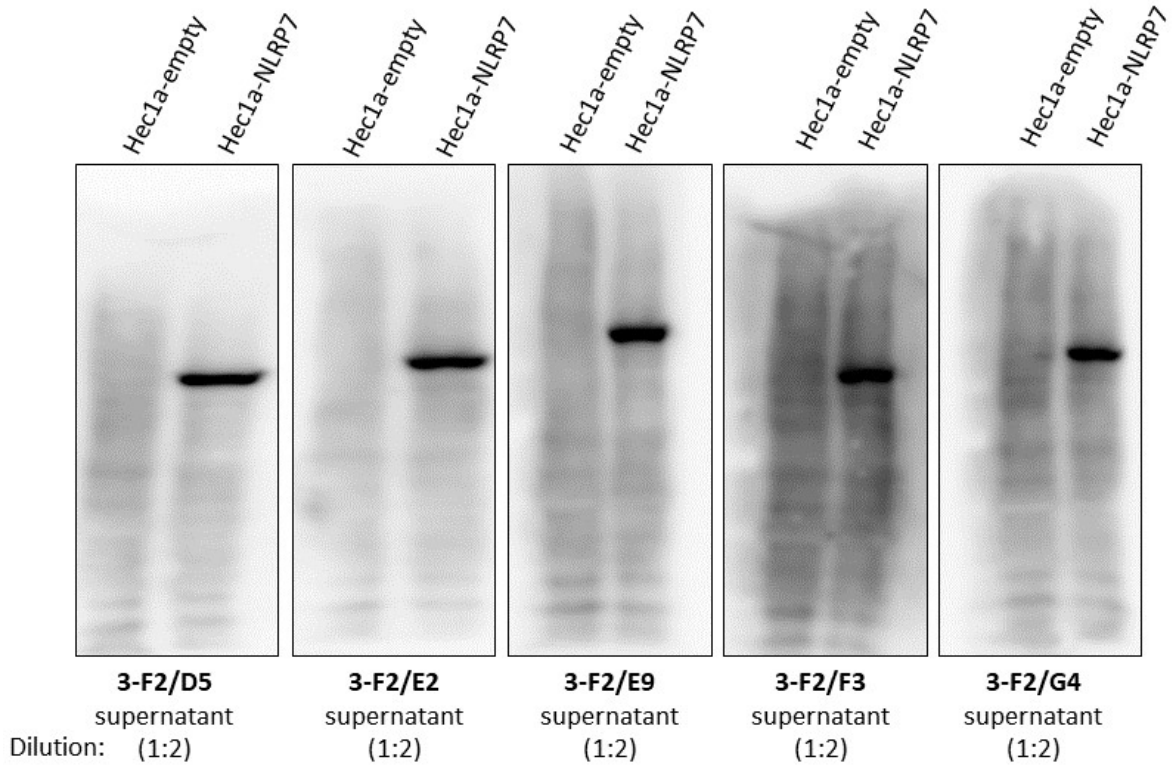 Hec1a-empty
Hec1a-NLRP7
Hec1a-empty
Hec1a-NLRP7
Hec1a-empty
Hec1a-NLRP7
Hec1a-empty
Hec1a-NLRP7
Hec1a-empty
Hec1a-NLRP7
3-F2/D5 3-F2/E2 3-F2/E9 3-F2/F3 3-F2/G4
supernatant supernatant supernatant supernatant supernatant
Dilution: (1:2) (1:2) (1:2) (1:2) (1:2)